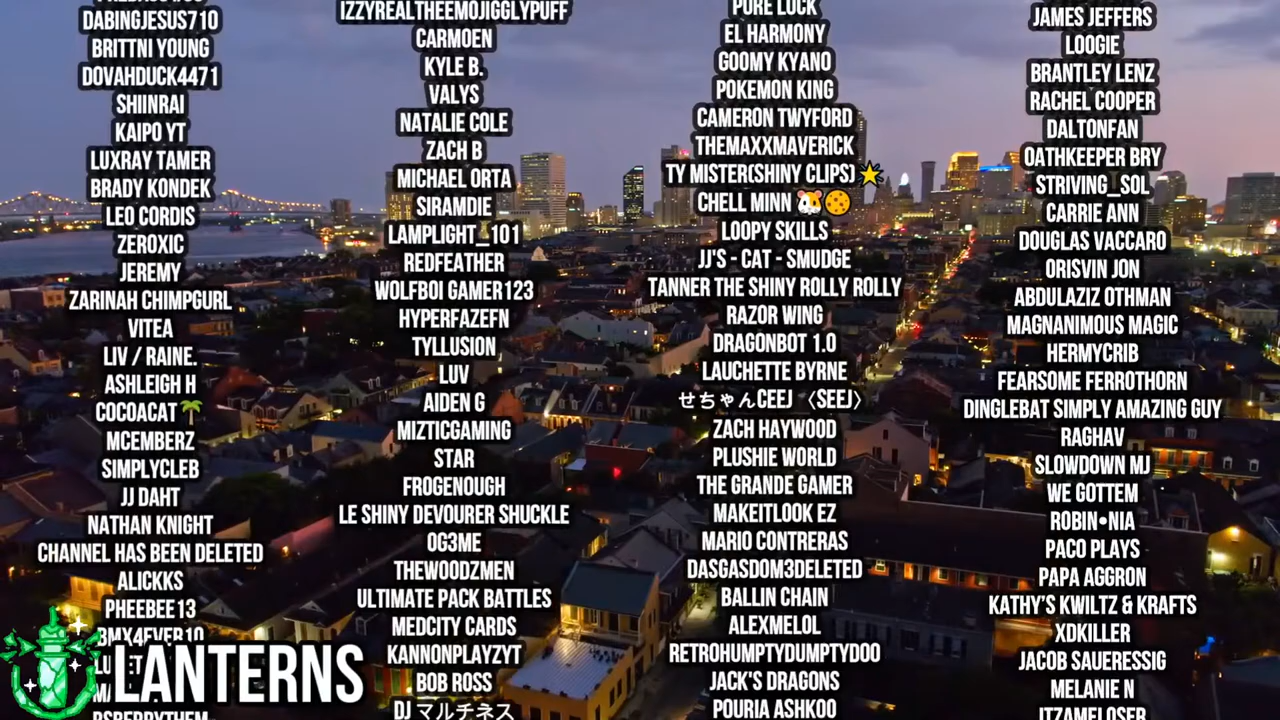 DABINGJESUS710
BRITTNI YOUNG
DOVAHDUCK4471
SHIINRAI
KAIPO YT
LUXRAY TAMER
BRADY KONDEK
LEO CORDIS
ZEROXIC
JEREMY
ZARINAH CHIMPGURL
VITEA
LIV / RAINE.
ASHLEIGH H
COCOACAT🌴
MCEMBERZ
SIMPLYCLEB
JJ DAHT
NATHAN KNIGHT
CHANNEL HAS BEEN DELETED
ALICKKS
PHEEBEE13
BMX4EVER10
LANTERNS
IZZYREALTHEEMOJIGGLYPUFF
CARMOEN
KYLE B.
VALYS
NATALIE COLE
ZACH B
MICHAEL ORTA
SIRAMDIE
LAMPLIGHT_101
REDFEATHER
WOLFBOI GAMER123
HYPERFAZEFN
TYLLUSION
LUV
AIDEN G
MIZTICGAMING
STAR
FROGENOUGH
LE SHINY DEVOURER SHUCKLE
OG3ME
THEWOODZMEN
ULTIMATE PACK BATTLES
MEDCITY CARDS
KANNONPLAYZYT
BOB ROSS
DJ マルチネス
PURE LUCK
EL HARMONY
GOOMY KYANO
POKEMON KING
CAMERON TWYFORD
THEMAXXMAVERICK
TY MISTER(SHINY CLIPS)🌟
CHELL MINN 🐹🍪
LOOPY SKILLS
JJ'S - CAT - SMUDGE
TANNER THE SHINY ROLLY ROLLY
RAZOR WING
DRAGONBOT 1.0
LAUCHETTE BYRNE
せちゃんCEEJ 〈SEEJ〉
ZACH HAYWOOD
PLUSHIE WORLD
THE GRANDE GAMER
MAKEITLOOK EZ
MARIO CONTRERAS
DASGASDOM3DELETED
BALLIN CHAIN
ALEXMELOL
RETROHUMPTYDUMPTYDOO
JACK'S DRAGONS
POURIA ASHKOO
JAMES JEFFERS
LOOGIE
BRANTLEY LENZ
RACHEL COOPER
DALTONFAN
OATHKEEPER BRY
STRIVING_SOL
CARRIE ANN
DOUGLAS VACCARO
ORISVIN JON
ABDULAZIZ OTHMAN
MAGNANIMOUS MAGIC
HERMYCRIB
FEARSOME FERROTHORN
DINGLEBAT SIMPLY AMAZING GUY
RAGHAV
SLOWDOWN MJ
WE GOTTEM
ROBIN•NIA
PACO PLAYS
PAPA AGGRON
KATHY'S KWILTZ & KRAFTS
XDKILLER
JACOB SAUERESSIG
MELANIE N
ITZAMELOSER